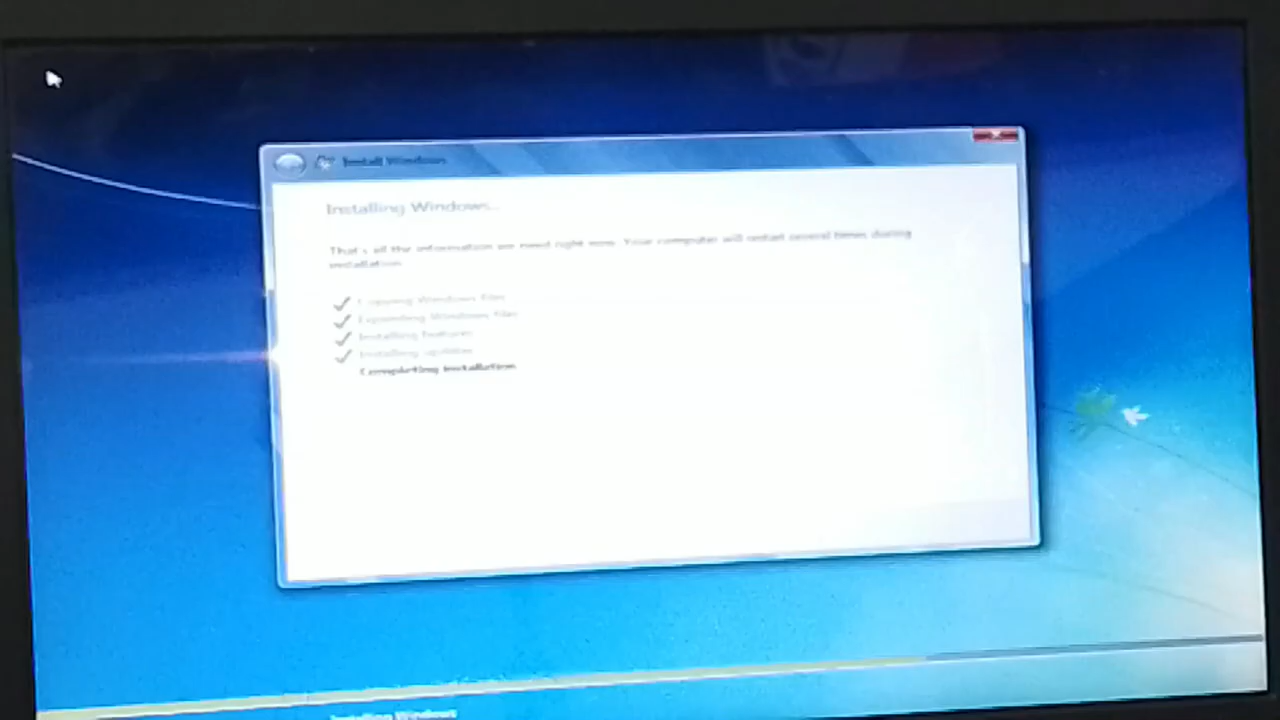 Install Windows
Installing Windows...
That's all the information we need right now. Your computer will restart several times during
installation.
Copying Windows files
Expanding Windows files
Installing features
Installing updates
Completing installation
Installing Windows